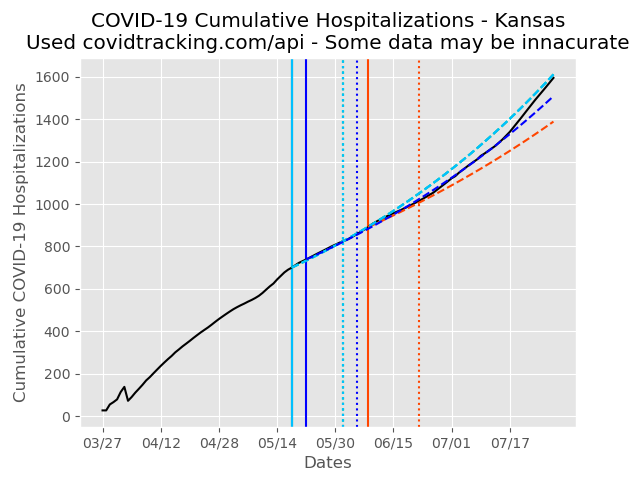 COVID-19 Cumulative Hospitalizations - Kansas
Used covidtracking.com/api - Some data may be innacurate
1600
1400
1200
1000
800
600
400
200
0
Cumulative COVID-19 Hospitalizations
03/27 04/12 04/28 05/14 05/30 06/15 07/01 07/17
Dates